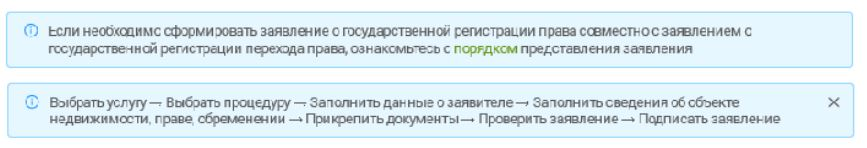 Если необходимо сформировать заявление о государственной регистрации права совместно с заявлением о
государственной регистрации перехода права, ознакомьтесь с порядком представления заявления
Выбрать услугу → Выбрать процедуру → Заполнить данные о заявителе → Заполнить сведения об объекте
недвижимости, праве, обременении → Прикрепить документы → Проверить заявление → Подписать заявление